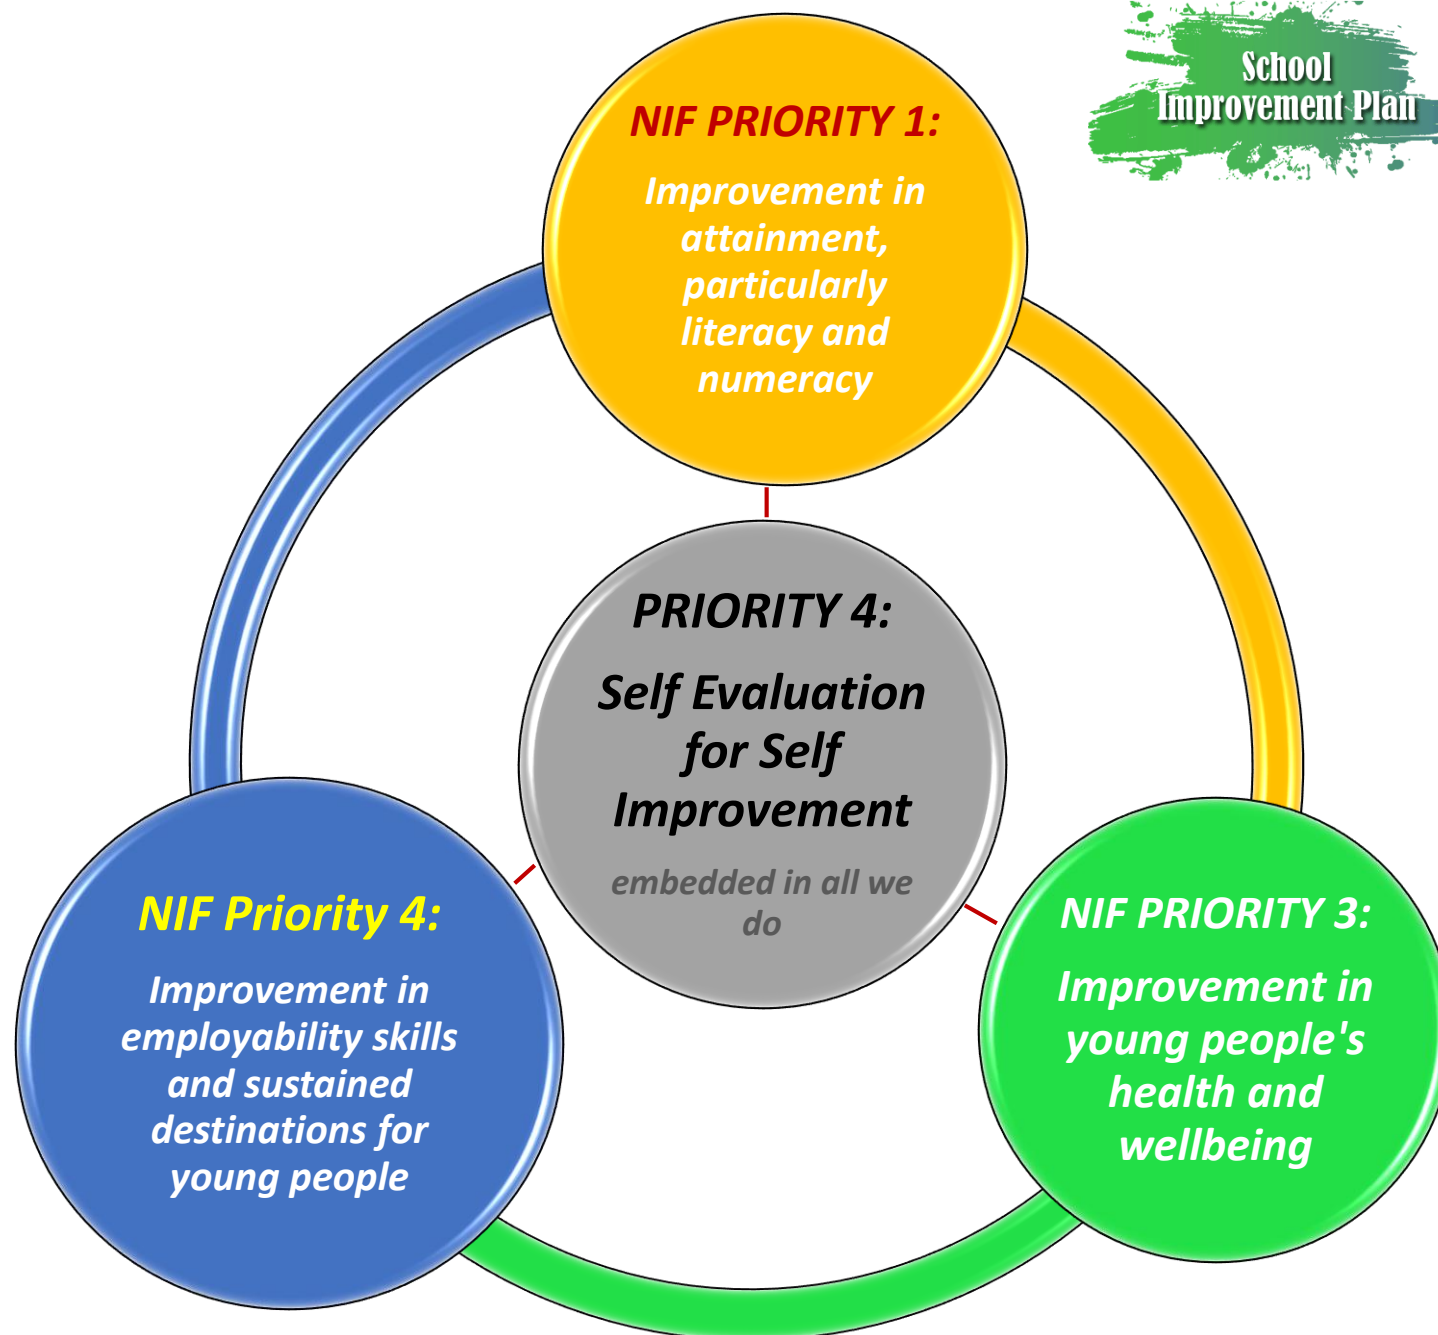 School
Improvement Plan
NIF PRIORITY 1:
Improvement in
attainment,
particularly
literacy and
numeracy
PRIORITY 4:
Self Evaluation
for Self
Improvement
embedded in all we
do
NIF Priority 4:
Improvement in
employability skills
and sustained
destinations for
young people
NIF PRIORITY 3:
Improvement in
young people's
health and
wellbeing